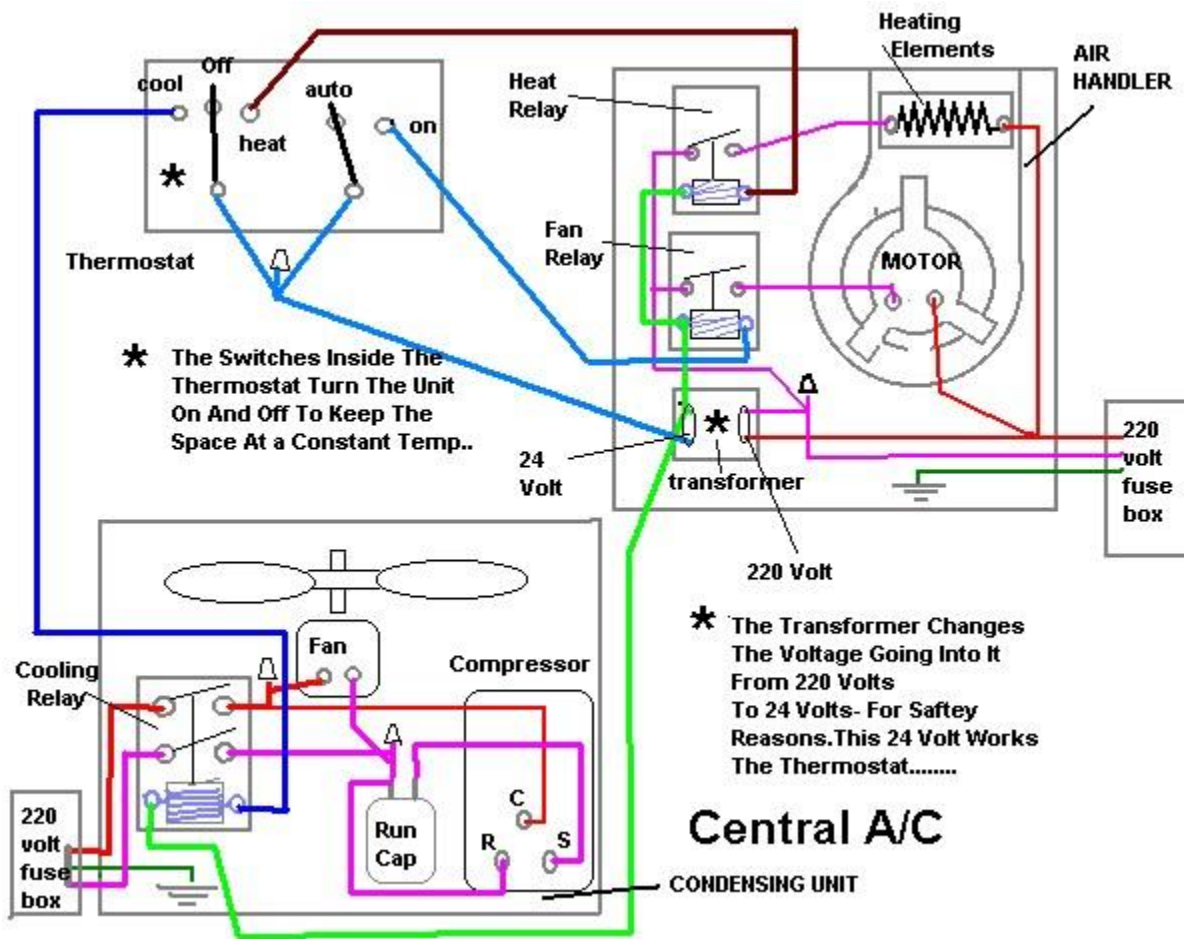 Off
cool
auto
on
heat
*
Thermostat
* The Switches Inside The
Thermostat Turn The Unit
On And Off To Keep The
Space At a Constant Temp..
Heat
Relay
Heating
Elements
AIR
HANDLER
Fan
Relay
MOTOR
*
24
Volt
transformer
220 Volt
220
volt
fuse
box
* The Transformer Changes
The Voltage Going Into It
From 220 Volts
To 24 Volts- For Saftey
Reasons.This 24 Volt Works
The Thermostat........
Cooling
Relay
Fan
Compressor
C
R
S
Run
Cap
220
volt
fuse
box
Central A/C
CONDENSING UNIT